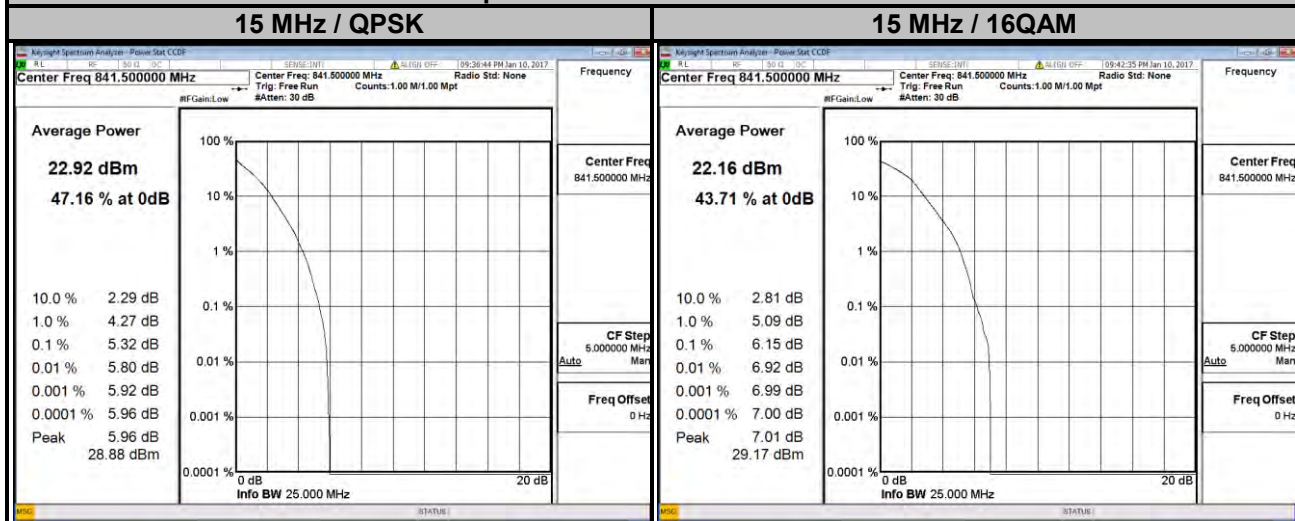 15 MHz / QPSK
Keysight Spectrum Analyzer - Power Stat CCDF
RL RF 50 Ω DC SENSE:INT ALIGN OFF 09:36:44 PM Jan 10, 2017
Center Freq 841.500000 MHz
Center Freq: 841.500000 MHz Radio Std: None
Trig: Free Run Counts:1.00 M/1.00 Mpt
#IFGain:Low #Atten: 30 dB
Frequency
Average Power
22.92 dBm
47.16 % at 0dB
10.0 % 2.29 dB
1.0 % 4.27 dB
0.1 % 5.32 dB
0.01 % 5.80 dB
0.001 % 5.92 dB
0.0001 % 5.96 dB
Peak 5.96 dB
28.88 dBm
100 %
10 %
1 %
0.1 %
0.01 %
0.001 %
0.0001 %
0 dB 20 dB
Info BW 25.000 MHz
Center Freq
841.500000 MHz
CF Step
5.000000 MHz
Auto Man
Freq Offset
0 Hz
MSG STATUS
15 MHz / 16QAM
Keysight Spectrum Analyzer - Power Stat CCDF
RL RF 50 Ω DC SENSE:INT ALIGN OFF 09:42:35 PM Jan 10, 2017
Center Freq 841.500000 MHz
Center Freq: 841.500000 MHz Radio Std: None
Trig: Free Run Counts:1.00 M/1.00 Mpt
#IFGain:Low #Atten: 30 dB
Frequency
Average Power
22.16 dBm
43.71 % at 0dB
10.0 % 2.81 dB
1.0 % 5.09 dB
0.1 % 6.15 dB
0.01 % 6.92 dB
0.001 % 6.99 dB
0.0001 % 7.00 dB
Peak 7.01 dB
29.17 dBm
100 %
10 %
1 %
0.1 %
0.01 %
0.001 %
0.0001 %
0 dB 20 dB
Info BW 25.000 MHz
Center Freq
841.500000 MHz
CF Step
5.000000 MHz
Auto Man
Freq Offset
0 Hz
MSG STATUS